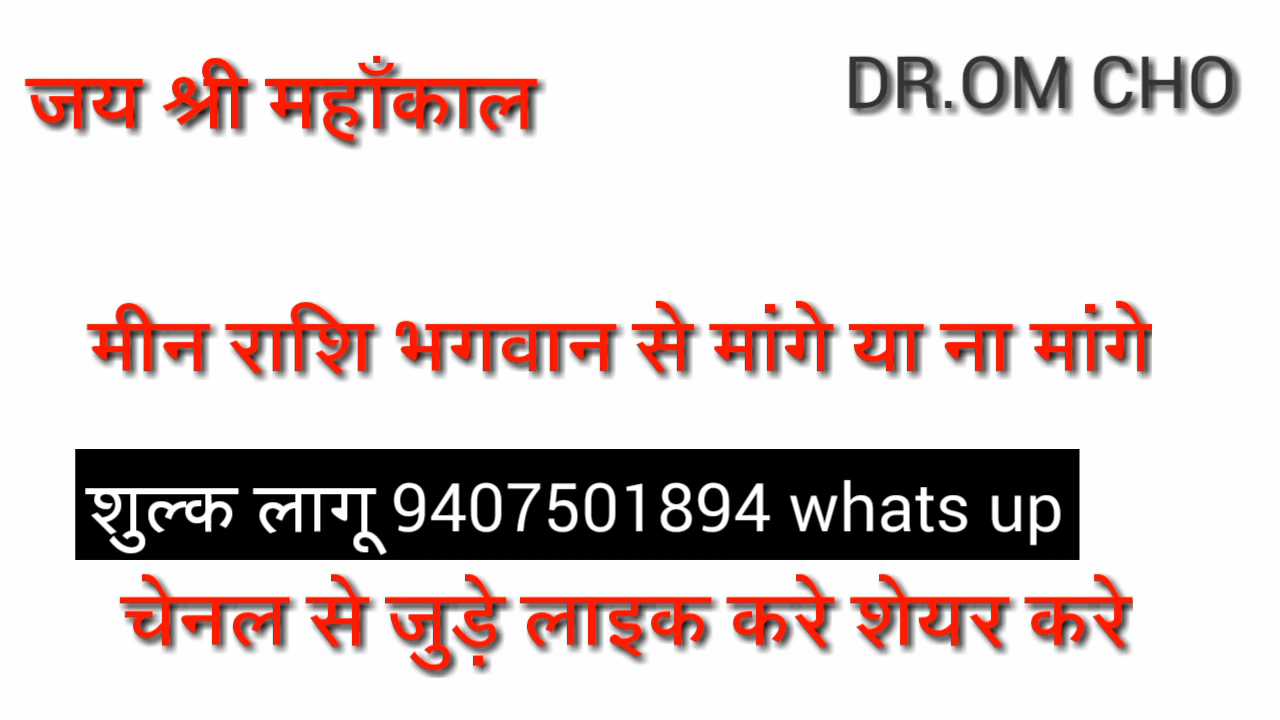 जय श्री महाँकाल
DR.OM CHO
मीन राशि भगवान से मांगे या ना मांगे
शुल्क लागू 9407501894 whats up
चेनल से जुड़े लाइक करे शेयर करे